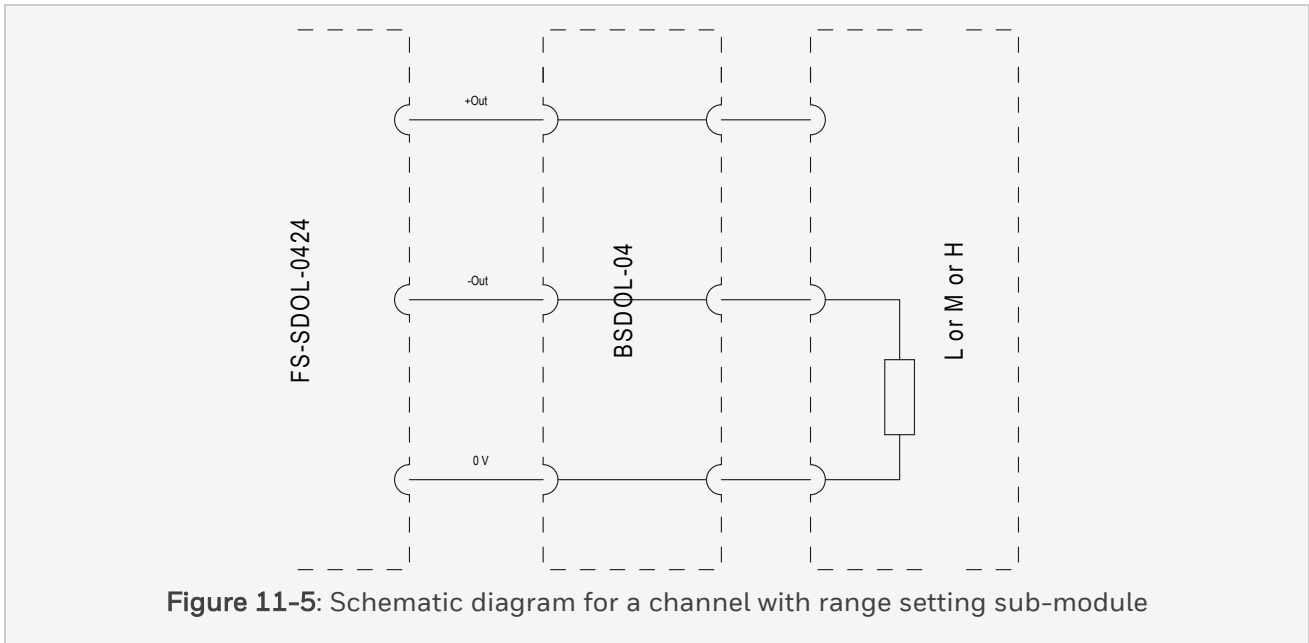 +Out
-Out
0 V
FS-SDOL-0424
BSDOL-04
L or M or H
Figure 11-5: Schematic diagram for a channel with range setting sub-module